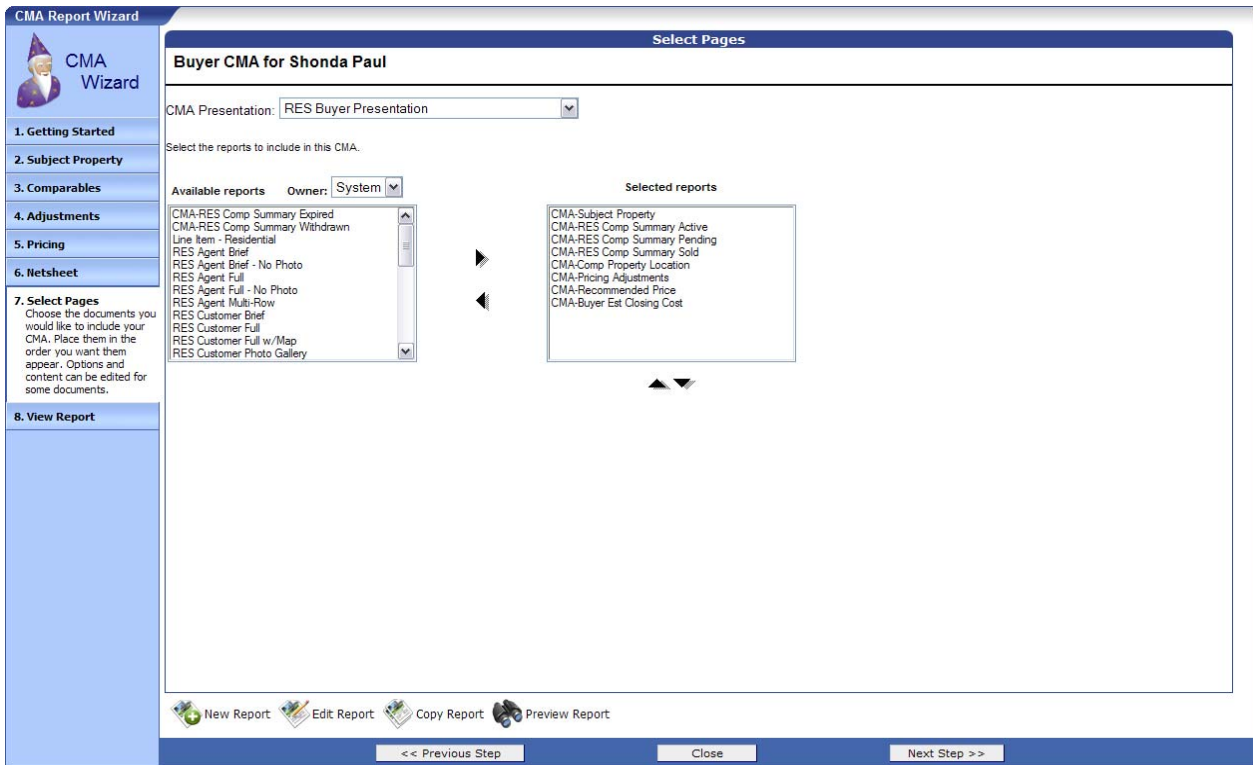 CMA Report Wizard
CMA
Wizard
1. Getting Started
2. Subject Property
3. Comparables
4. Adjustments
5. Pricing
6. Netsheet
7. Select Pages
Choose the documents you
would like to include your
CMA. Place them in the
order you want them
appear. Options and
content can be edited for
some documents.
8. View Report
Select Pages
Buyer CMA for Shonda Paul
CMA Presentation: RES Buyer Presentation
Select the reports to include in this CMA.
Available reports Owner: System
CMA-RES Comp Summary Expired
CMA-RES Comp Summary Withdrawn
Line Item - Residential
RES Agent Brief
RES Agent Brief - No Photo
RES Agent Full
RES Agent Full - No Photo
RES Agent Multi-Row
RES Customer Brief
RES Customer Full
RES Customer Full w/Map
RES Customer Photo Gallery
Selected reports
CMA-Subject Property
CMA-RES Comp Summary Active
CMA-RES Comp Summary Pending
CMA-RES Comp Summary Sold
CMA-Comp Property Location
CMA-Pricing Adjustments
CMA-Recommended Price
CMA-Buyer Est Closing Cost
New Report Edit Report Copy Report Preview Report
<< Previous Step Close Next Step >>